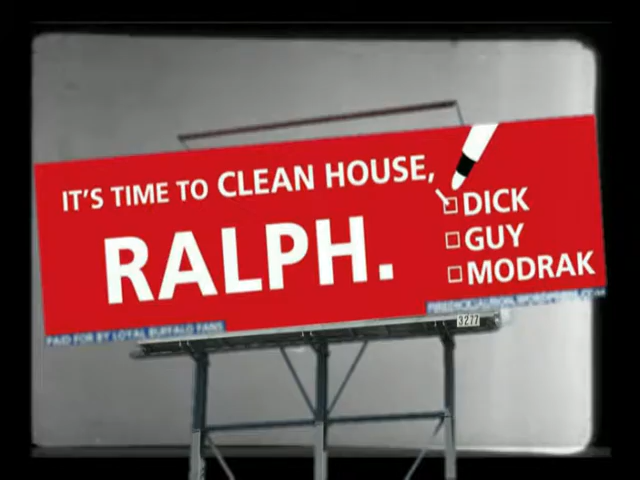 IT'S TIME TO CLEAN HOUSE,
RALPH.
DICK
GUY
MODRAK
PAID FOR BY LOYAL BUFFALO FANS
3277